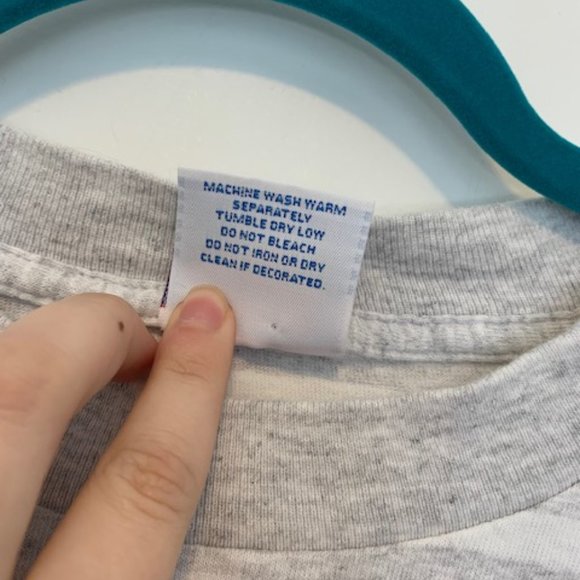 MACHINE WASH WARM
SEPARATELY
TUMBLE DRY LOW
DO NOT BLEACH
DO NOT IRON OR DRY
CLEAN IF DECORATED.